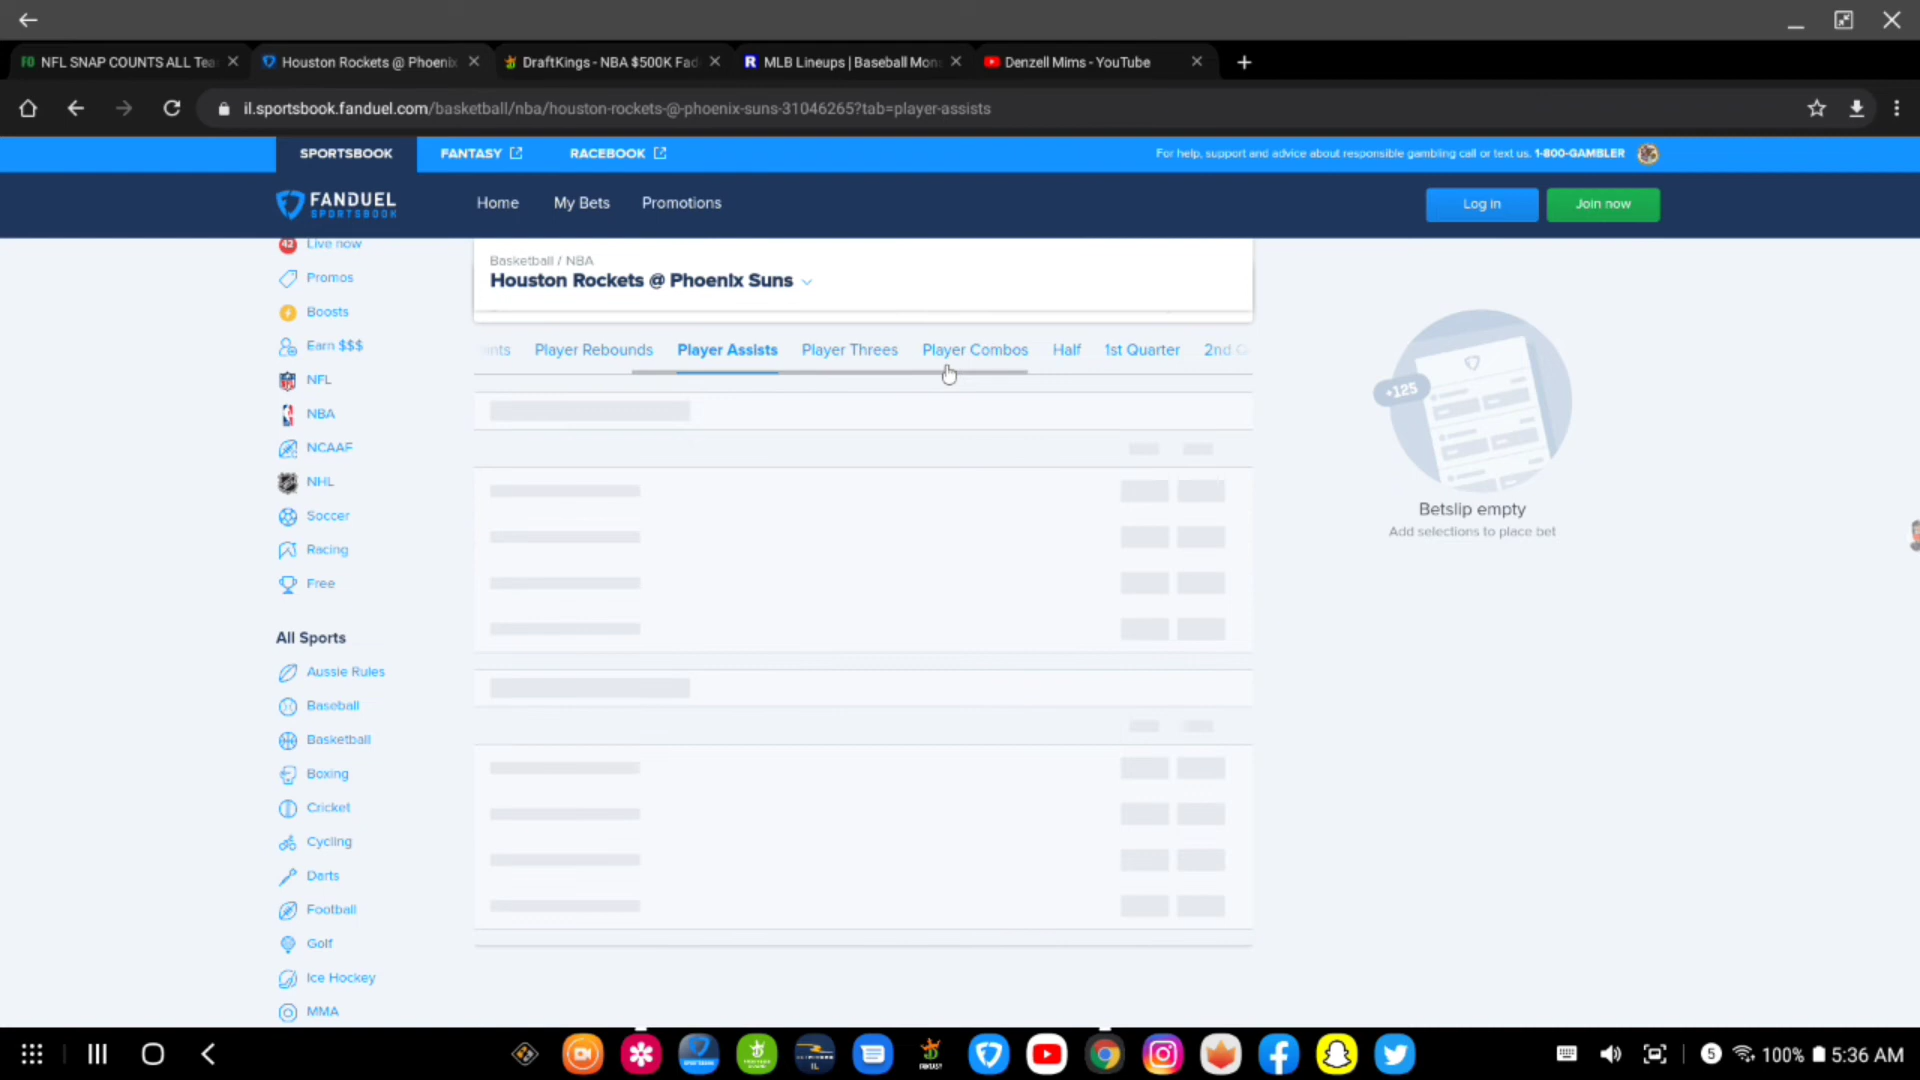 NFL SNAP COUNTS ALL Tea
Houston Rockets @ Phoenix
DraftKings - NBA $500K Fad
MLB Lineups | Baseball Mon
Denzell Mims - YouTube
il.sportsbook.fanduel.com/basketball/nba/houston-rockets-@-phoenix-suns-31046265?tab=player-assists
SPORTSBOOK
FANTASY
RACEBOOK
For help, support and advice about responsible gambling call or text us. 1-800-GAMBLER
FANDUEL
SPORTSBOOK
Home
My Bets
Promotions
Log in
Join now
42
Live now
Promos
Boosts
Earn $$$
NFL
NBA
NCAAF
NHL
Soccer
Racing
Free
All Sports
Aussie Rules
Baseball
Basketball
Boxing
Cricket
Cycling
Darts
Football
Golf
Ice Hockey
MMA
Basketball / NBA
Houston Rockets @ Phoenix Suns
nts
Player Rebounds
Player Assists
Player Threes
Player Combos
Half
1st Quarter
2nd Q
+125
Betslip empty
Add selections to place bet
5
100%
5:36 AM